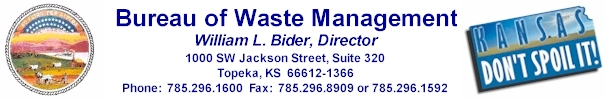 Bureau of Waste Management
William L. Bider, Director
1000 SW Jackson Street, Suite 320
Topeka, KS 66612-1366
Phone: 785.296.1600 Fax: 785.296.8909 or 785.296.1592
KANSAS
DON'T SPOIL IT!